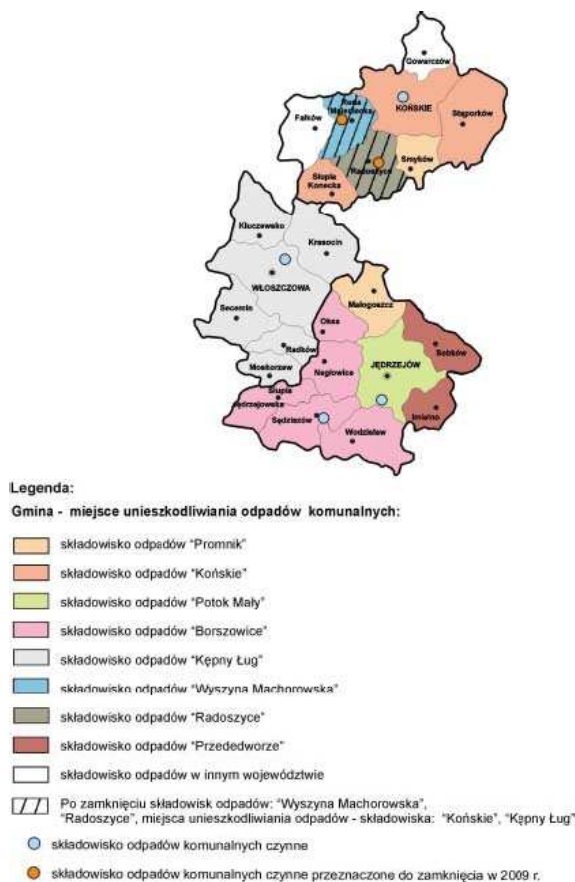 Gowarczów
KOŃSKIE
Ruda
Maleniecka
Stąporków
Fałków
Radoszyce
Smyków
Słupia
Konecka
Kluczewsko
Krasocin
WŁOSZCZOWA
Małogoszcz
Secemin
Oksa
Sobków
Radków
JĘDRZEJÓW
Nagłowice
Moskorzew
Słupia
Jędrzejowska
Imielno
Sędziszów
Wodzisław
Legenda:
Gmina - miejsce unieszkodliwiania odpadów komunalnych:
składowisko odpadów "Promnik"
składowisko odpadów "Końskie"
składowisko odpadów "Potok Mały"
składowisko odpadów "Borszowice"
składowisko odpadów "Kępny Ług"
składowisko odpadów "Wyszyna Machorowska"
składowisko odpadów "Radoszyce"
składowisko odpadów "Przededworze"
składowisko odpadów w innym województwie
Po zamknięciu składowisk odpadów: "Wyszyna Machorowska",
"Radoszyce", miejsca unieszkodliwiania odpadów - składowiska: "Końskie", "Kępny Ług"
składowisko odpadów komunalnych czynne
składowisko odpadów komunalnych czynne przeznaczone do zamknięcia w 2009 r.